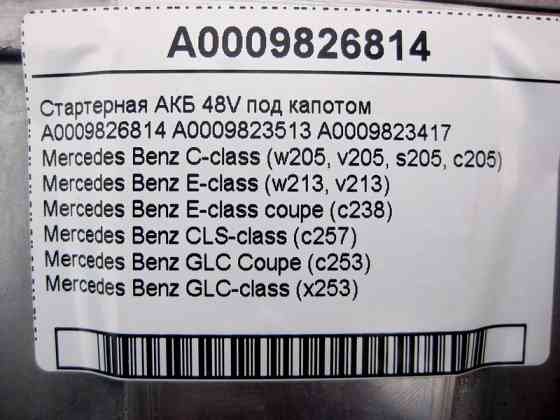 A0009826814
Стартерная АКБ 48V под капотом
A0009826814 A0009823513 A0009823417
Mercedes Benz C-class (w205, v205, s205, c205)
Mercedes Benz E-class (w213, v213)
Mercedes Benz E-class coupe (c238)
Mercedes Benz CLS-class (c257)
Mercedes Benz GLC Coupe (c253)
Mercedes Benz GLC-class (x253)